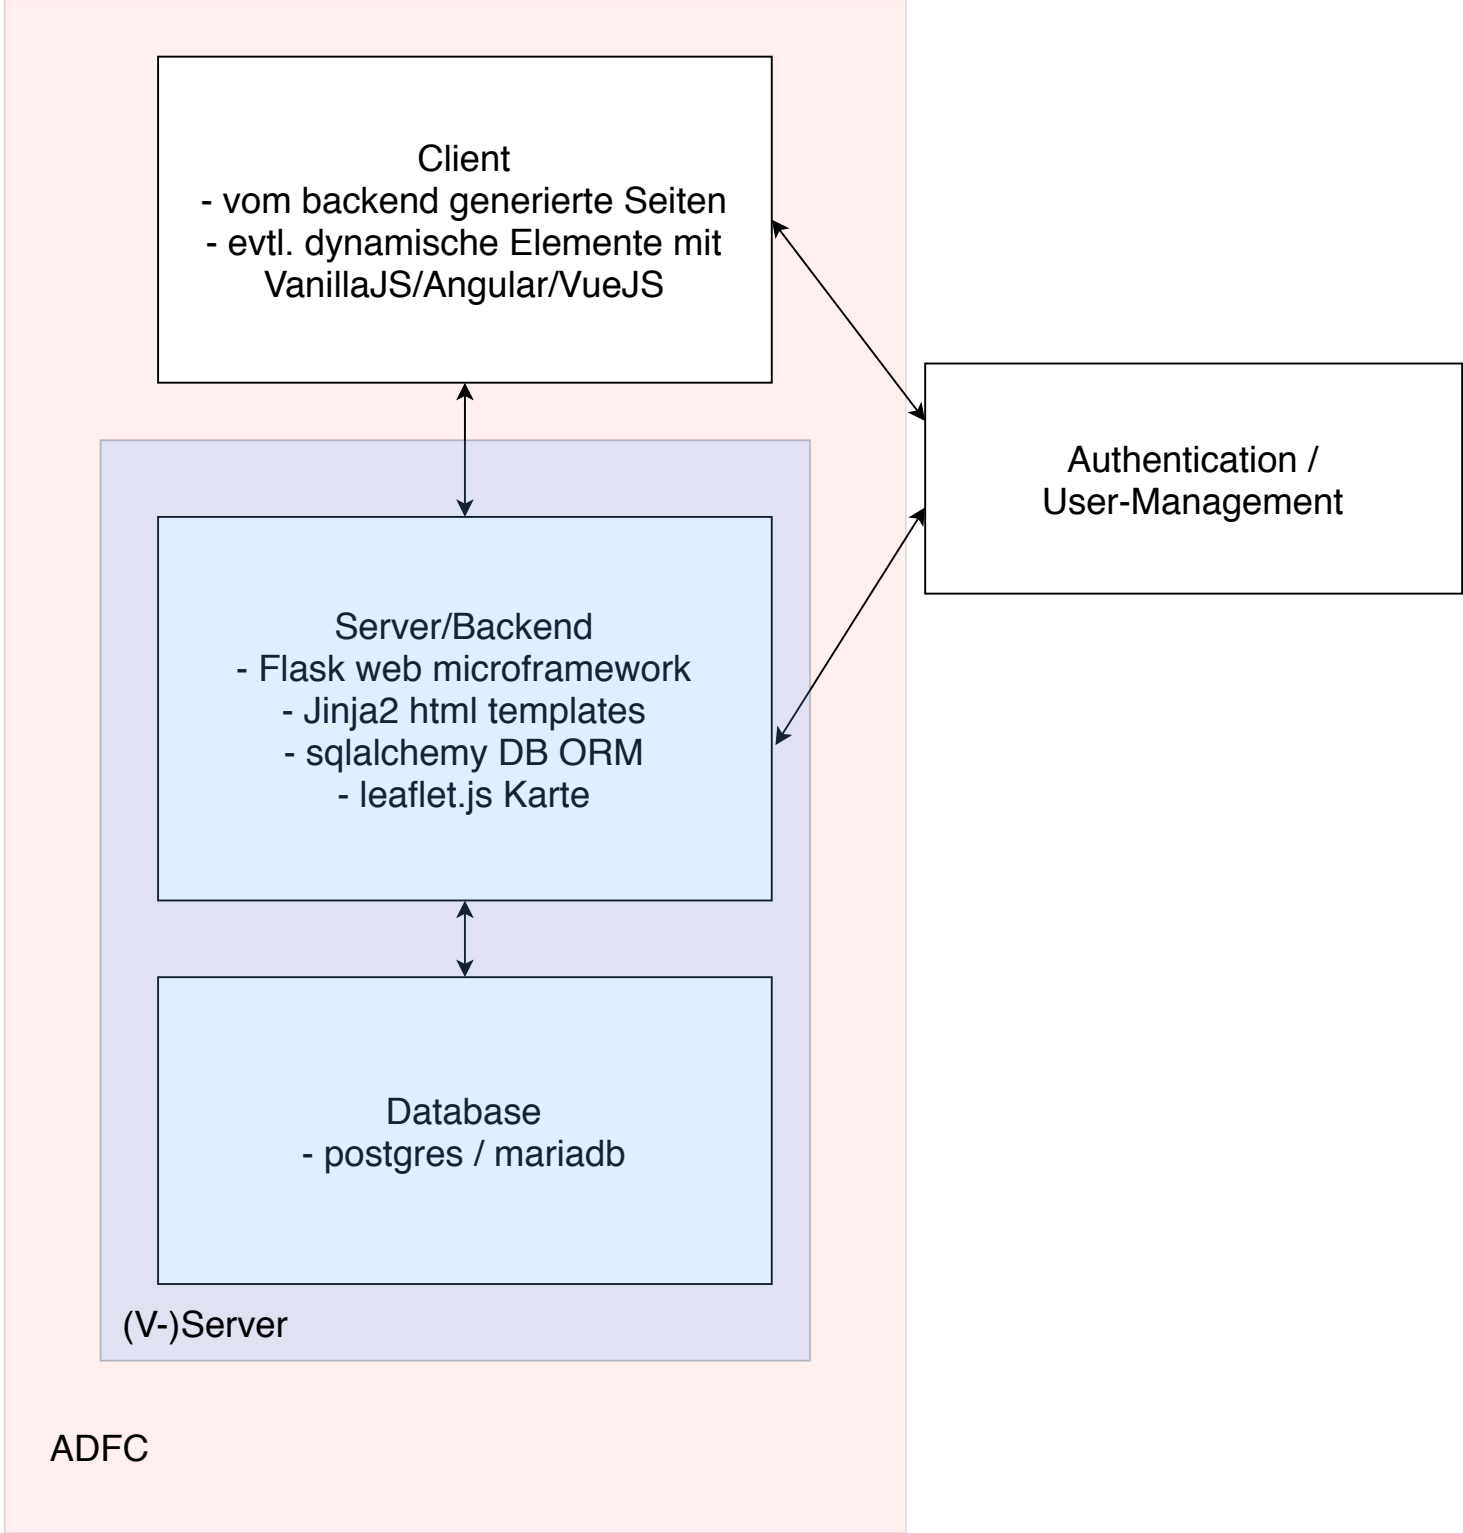 Client
- vom backend generierte Seiten
- evtl. dynamische Elemente mit
VanillaJS/Angular/VueJS
Authentication /
User-Management
Server/Backend
- Flask web microframework
- Jinja2 html templates
- sqlalchemy DB ORM
- leaflet.js Karte
Database
- postgres / mariadb
(V-)Server
ADFC